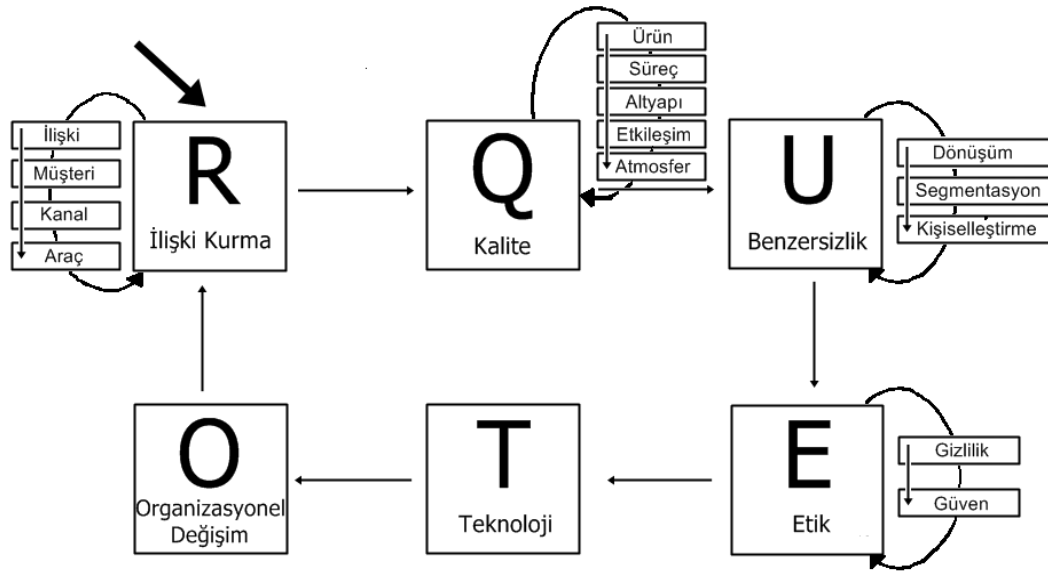 R
İlişki Kurma
İlişki
Müşteri
Kanal
Araç
Q
Kalite
Ürün
Süreç
Altyapı
Etkileşim
Atmosfer
U
Benzersizlik
Dönüşüm
Segmentasyon
Kişiselleştirme
E
Etik
Gizlilik
Güven
T
Teknoloji
O
Organizasyonel
Değişim